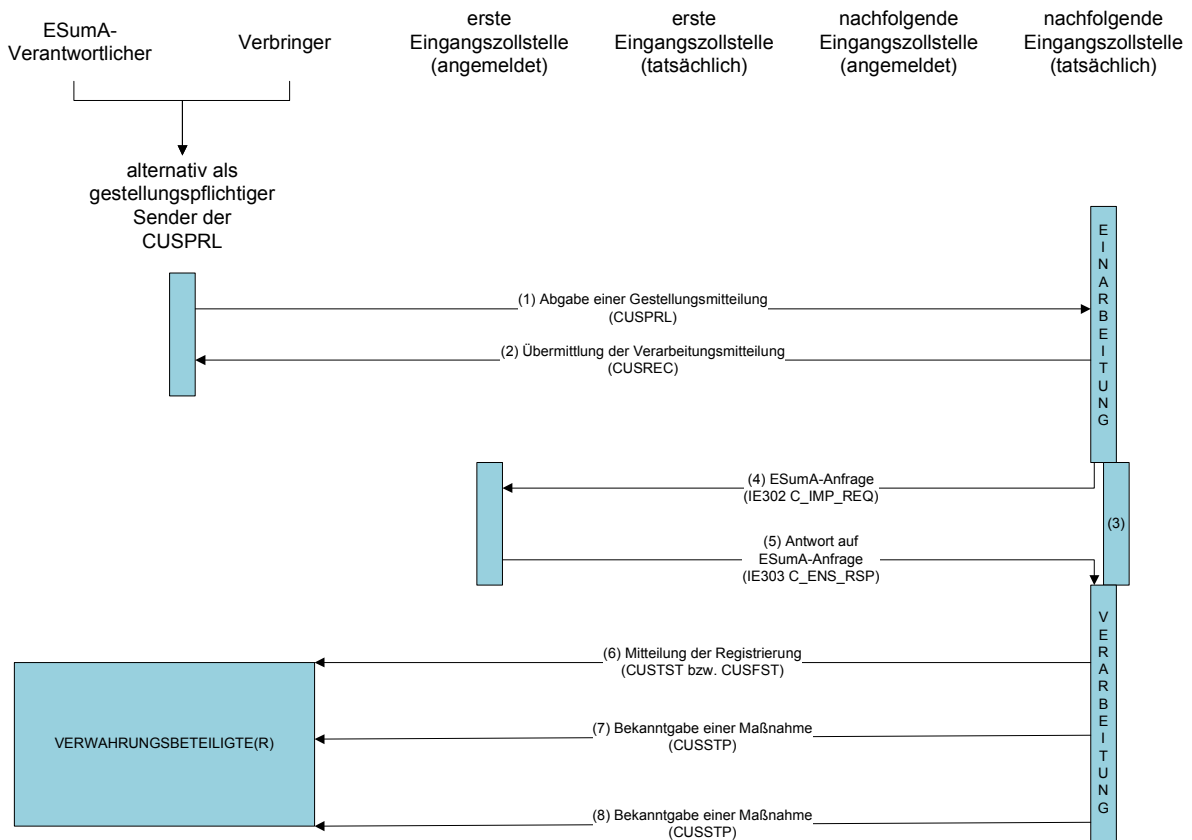 ESumA-
Verantwortlicher
Verbringer
erste
Eingangszollstelle
(angemeldet)
erste
Eingangszollstelle
(tatsächlich)
nachfolgende
Eingangszollstelle
(angemeldet)
nachfolgende
Eingangszollstelle
(tatsächlich)
alternativ als
gestellungspflichtiger
Sender der
CUSPRL
EINARBEITUNG
(1) Abgabe einer Gestellungsmitteilung
(CUSPRL)
(2) Übermittlung der Verarbeitungsmitteilung
(CUSREC)
(4) ESumA-Anfrage
(IE302 C_IMP_REQ)
(3)
(5) Antwort auf
ESumA-Anfrage
(IE303 C_ENS_RSP)
VERARBEITUNG
(6) Mitteilung der Registrierung
(CUSTST bzw. CUSFST)
VERWAHRUNGSBETEILIGTE(R)
(7) Bekanntgabe einer Maßnahme
(CUSSTP)
(8) Bekanntgabe einer Maßnahme
(CUSSTP)